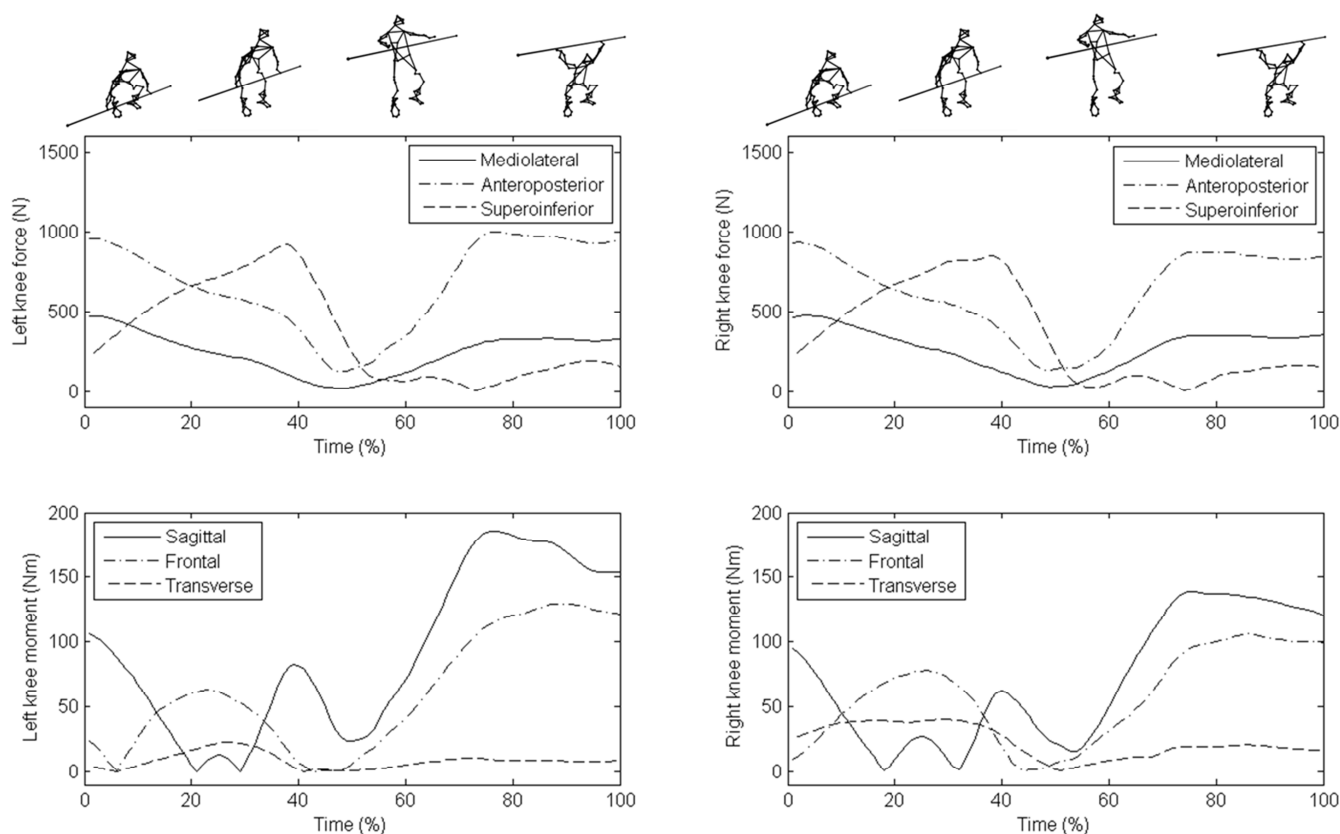 1500
1000
500
0
Left knee force (N)
Mediolateral
Anteroposterior
Superoinferior
0 20 40 60 80 100
Time (%)
1500
1000
500
0
Right knee force (N)
Mediolateral
Anteroposterior
Superoinferior
0 20 40 60 80 100
Time (%)
200
150
100
50
0
Left knee moment (Nm)
Sagittal
Frontal
Transverse
0 20 40 60 80 100
Time (%)
200
150
100
50
0
Right knee moment (Nm)
Sagittal
Frontal
Transverse
0 20 40 60 80 100
Time (%)